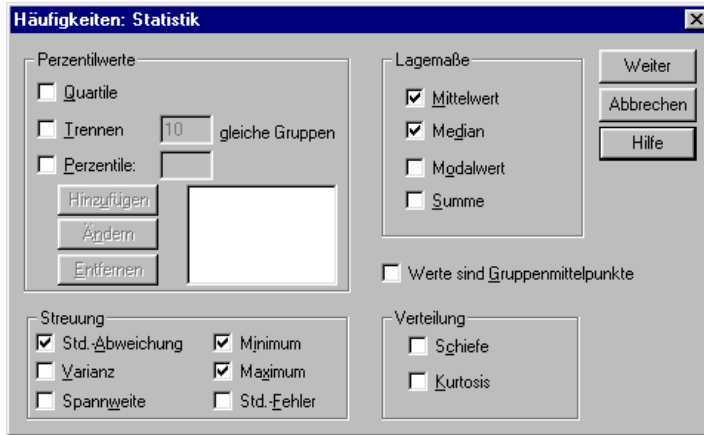 Häufigkeiten: Statistik
Perzentilwerte
Quartile
Trennen 10 gleiche Gruppen
Perzentile:
Hinzufügen
Ändern
Entfernen
Lagemaße
Mittelwert
Median
Modalwert
Summe
Weiter
Abbrechen
Hilfe
Werte sind Gruppenmittelpunkte
Streuung
Std.-Abweichung Minimum
Varianz Maximum
Spannweite Std.-Fehler
Verteilung
Schiefe
Kurtosis